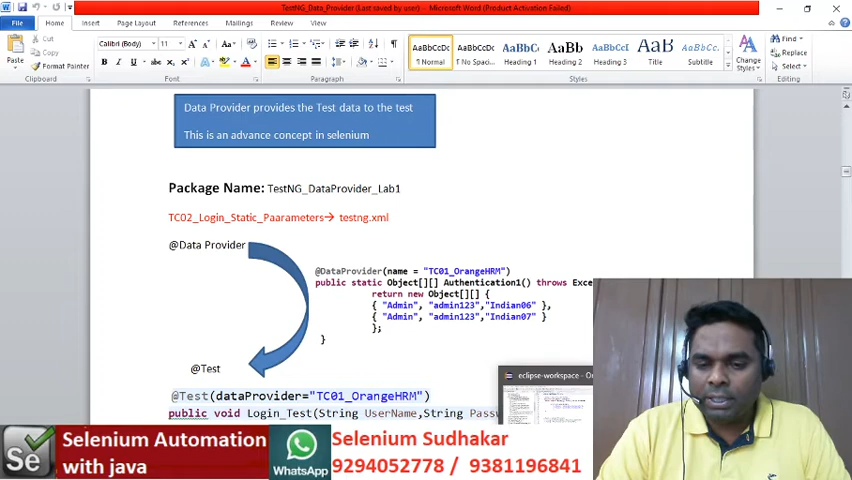 TestNG_Data_Provider (Last saved by user) - Microsoft Word (Product Activation Failed)
File Home Insert Page Layout References Mailings Review View
Cut
Copy
Format Painter
Paste
Clipboard
Calibri (Body) 11
Font
Paragraph
AaBbCcDc AaBbCcDc AaBbCc AaBbCc AaBbCcI AaB AaBbCc.
¶ Normal ¶ No Spaci... Heading 1 Heading 2 Heading 3 Title Subtitle
Change Styles
Styles
Find
Replace
Select
Editing
Data Provider provides the Test data to the test
This is an advance concept in selenium
Package Name: TestNG_DataProvider_Lab1
TC02_Login_Static_Paarameters→ testng.xml
@Data Provider
@DataProvider(name = "TC01_OrangeHRM")
public static Object[][] Authentication1() throws Exce
return new Object[][] {
{ "Admin", "admin123","Indian06" },
{ "Admin", "admin123","Indian07" }
};
}
@Test
eclipse-workspace - Or
@Test(dataProvider="TC01_OrangeHRM")
public void Login_Test(String UserName,String Passw
Se
Selenium Automation
with java
WhatsApp
Selenium Sudhakar
9294052778 / 9381196841